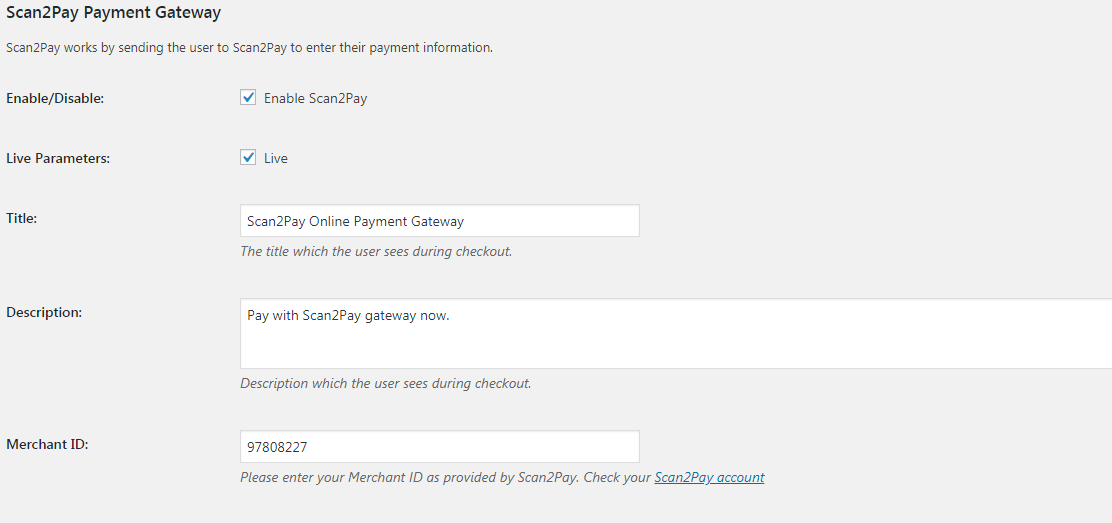 Scan2Pay Payment Gateway
Scan2Pay works by sending the user to Scan2Pay to enter their payment information.
Enable/Disable: Enable Scan2Pay
Live Parameters: Live
Title: Scan2Pay Online Payment Gateway
The title which the user sees during checkout.
Description: Pay with Scan2Pay gateway now.
Description which the user sees during checkout.
Merchant ID: 97808227
Please enter your Merchant ID as provided by Scan2Pay. Check your Scan2Pay account